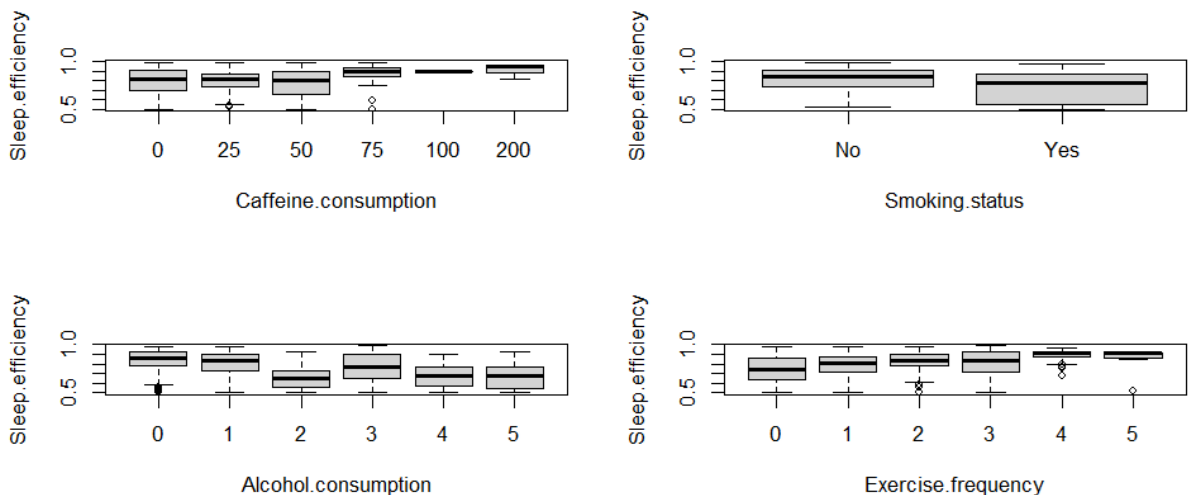 Sleep.efficiency
1.0
0.5
0 25 50 75 100 200
Caffeine.consumption
Sleep.efficiency
1.0
0.5
No Yes
Smoking.status
Sleep.efficiency
1.0
0.5
0 1 2 3 4 5
Alcohol.consumption
Sleep.efficiency
1.0
0.5
0 1 2 3 4 5
Exercise.frequency